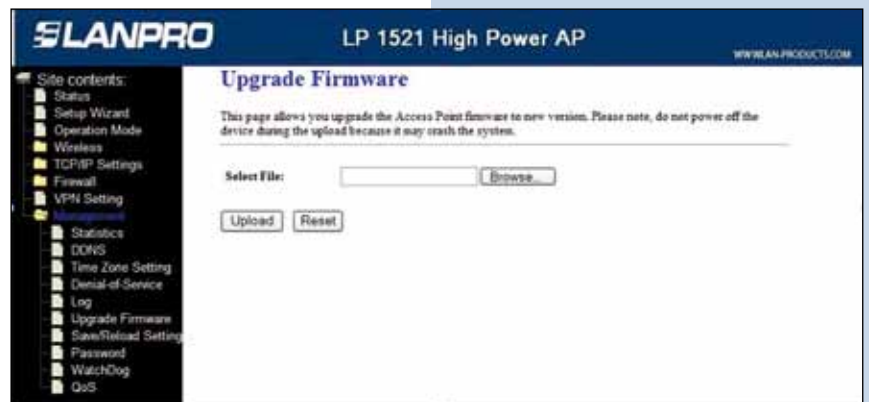 LANPRO
LP 1521 High Power AP
WWW.LAN-PRODUCTS.COM
Site contents:
Status
Setup Wizard
Operation Mode
Wireless
TCP/IP Settings
Firewall
VPN Setting
Management
Statistics
DDNS
Time Zone Setting
Denial-of-Service
Log
Upgrade Firmware
Save/Reload Setting
Password
WatchDog
QoS
Upgrade Firmware
This page allows you upgrade the Access Point firmware to new version. Please note, do not power off the
device during the upload because it may crash the system.
Select File:
Browse...
Upload
Reset